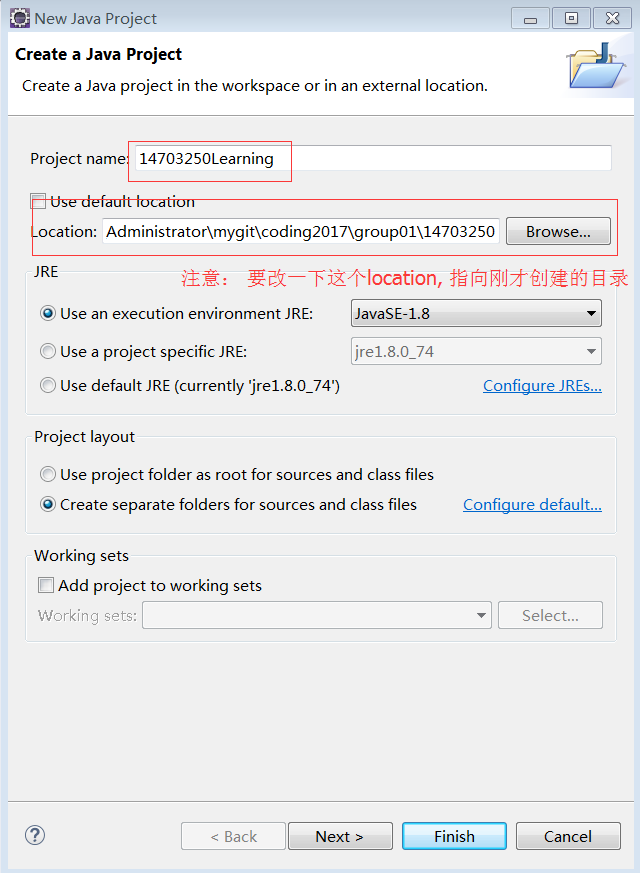 New Java Project
Create a Java Project
Create a Java project in the workspace or in an external location.
Project name: 14703250Learning
Use default location
Location: Administrator\mygit\coding2017\group01\14703250 Browse...
JRE
注意： 要改一下这个location, 指向刚才创建的目录
Use an execution environment JRE: JavaSE-1.8
Use a project specific JRE: jre1.8.0_74
Use default JRE (currently 'jre1.8.0_74') Configure JREs...
Project layout
Use project folder as root for sources and class files
Create separate folders for sources and class files Configure default...
Working sets
Add project to working sets
Working sets: Select...
? < Back Next > Finish Cancel